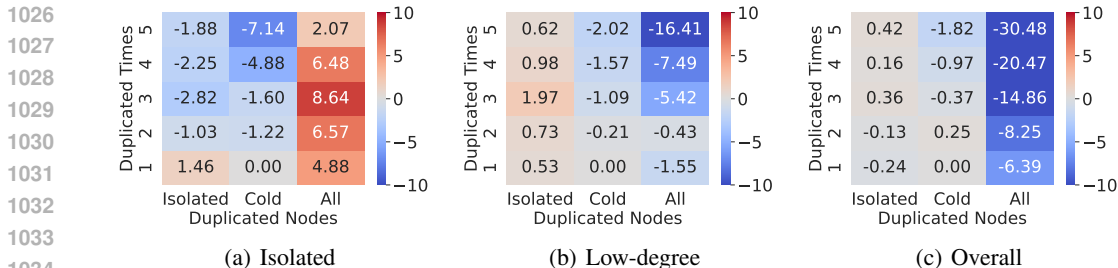 1026
1027
1028
1029
1030
1031
1032
1033
Duplicated Times
5 -1.88 -7.14 2.07
4 -2.25 -4.88 6.48
3 -2.82 -1.60 8.64
2 -1.03 -1.22 6.57
1 1.46 0.00 4.88
Isolated Cold All
Duplicated Nodes
10
5
0
−5
−10
(a) Isolated
Duplicated Times
5 0.62 -2.02 -16.41
4 0.98 -1.57 -7.49
3 1.97 -1.09 -5.42
2 0.73 -0.21 -0.43
1 0.53 0.00 -1.55
Isolated Cold All
Duplicated Nodes
10
5
0
−5
−10
(b) Low-degree
Duplicated Times
5 0.42 -1.82 -30.48
4 0.16 -0.97 -20.47
3 0.36 -0.37 -14.86
2 -0.13 0.25 -8.25
1 -0.24 0.00 -6.39
Isolated Cold All
Duplicated Nodes
10
5
0
−5
−10
(c) Overall